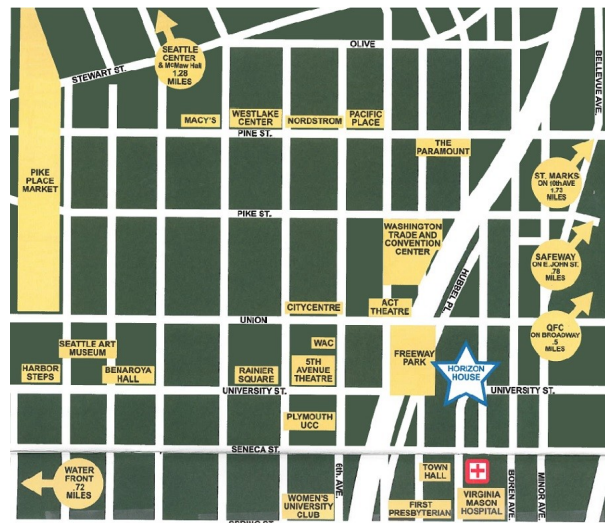 SEATTLE
CENTER
& McMaw Hall
1.28
MILES
OLIVE
STEWART ST.
BELLEVUE AVE.
MACY'S
WESTLAKE
CENTER
NORDSTROM
PACIFIC
PLACE
PINE ST.
THE
PARAMOUNT
PIKE
PLACE
MARKET
ST. MARKS
ON 10th AVE
1.73
MILES
PIKE ST.
WASHINGTON
TRADE AND
CONVENTION
CENTER
SAFEWAY
ON E. JOHN ST.
.78
MILES
HUBBEL PL.
CITYCENTRE
ACT
THEATRE
UNION
QFC
ON BROADWAY
.5
MILES
SEATTLE ART
MUSEUM
WAC
FREEWAY
PARK
HORIZON
HOUSE
HARBOR
STEPS
BENAROYA
HALL
RAINIER
SQUARE
5TH
AVENUE
THEATRE
UNIVERSITY ST.
UNIVERSITY ST.
PLYMOUTH
UCC
SENECA ST.
WATER
FRONT
.72
MILES
6th. AVE.
TOWN
HALL
BOREN AVE.
MINOR AVE.
WOMEN'S
UNIVERSITY
CLUB
FIRST
PRESBYTERIAN
VIRGINIA
MASON
HOSPITAL
SPRING ST.